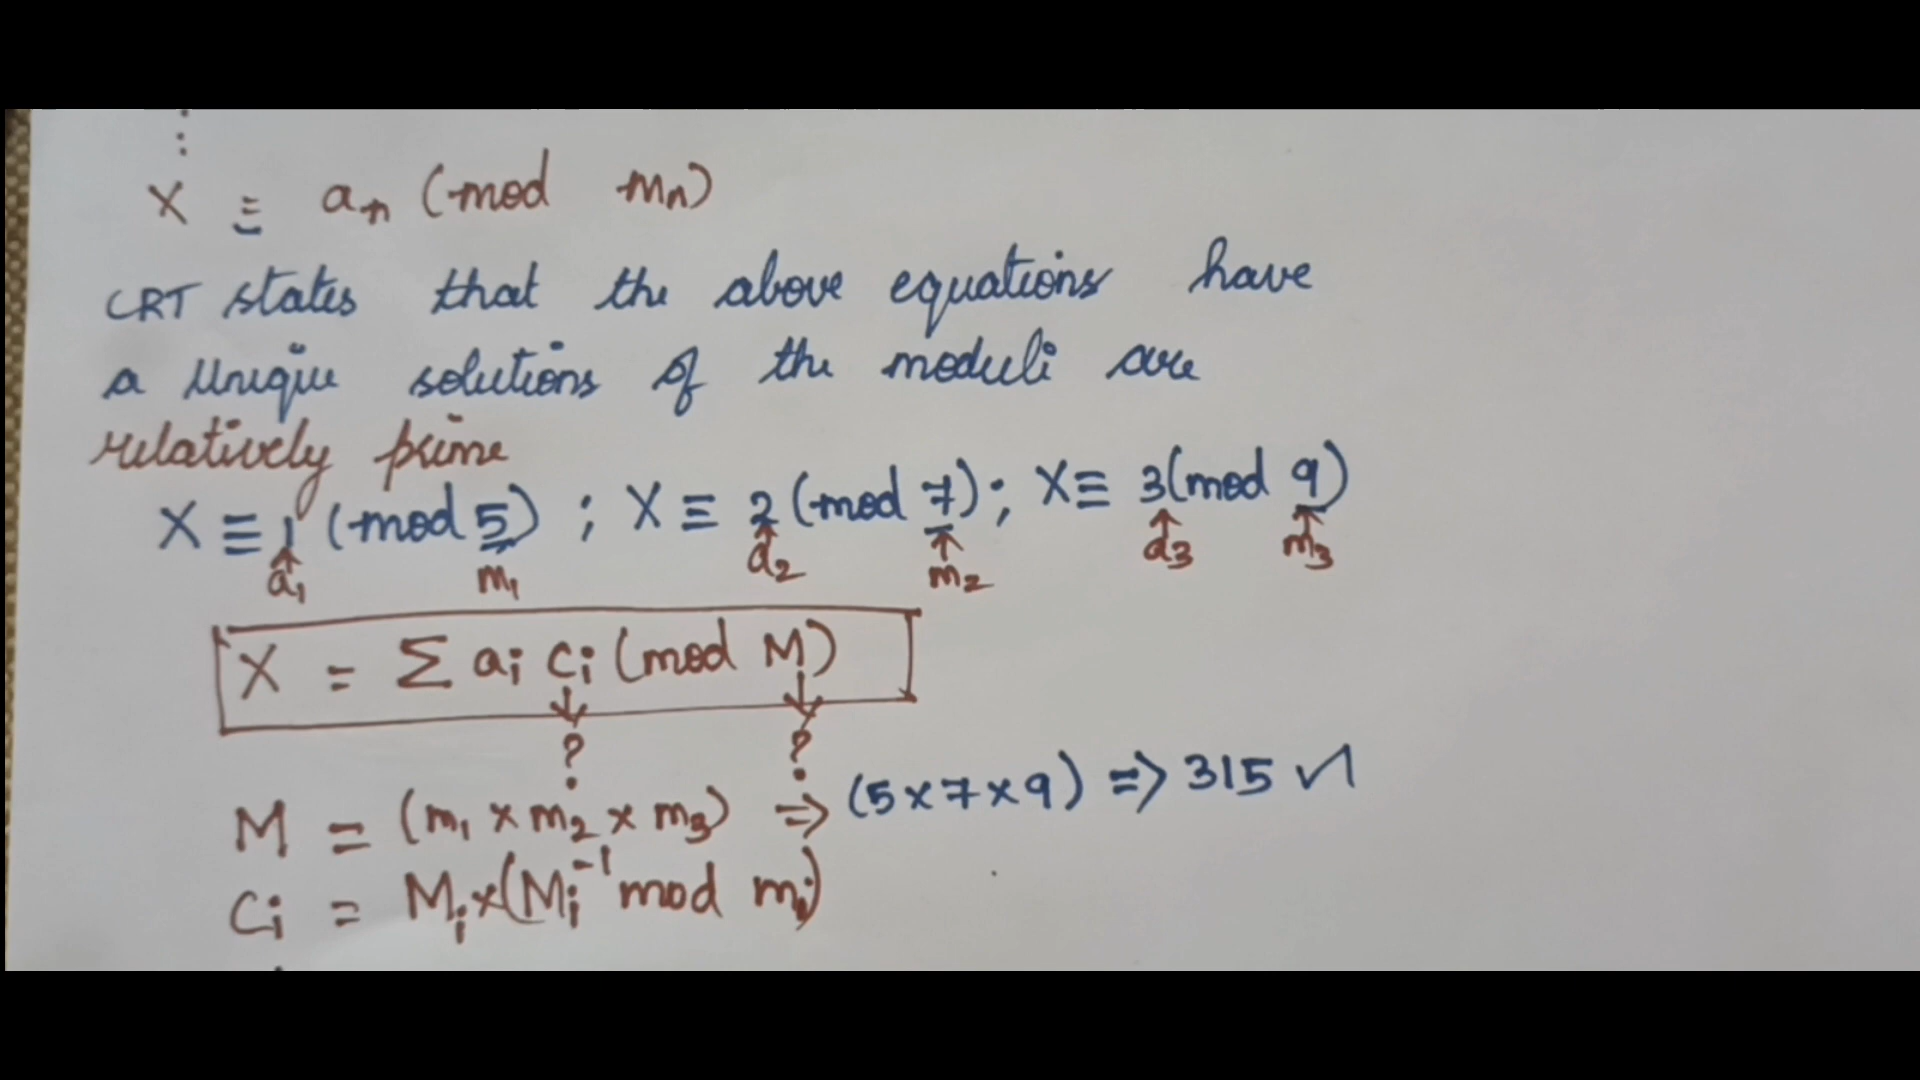 ⋮
X ≡ aₙ (mod mₙ)
CRT states that the above equations have
a unique solutions of the moduli are
relatively prime
X ≡ 1 (mod 5) ; X ≡ 2 (mod 7) ; X ≡ 3 (mod 9)
a₁ m₁ a₂ m₂ a₃ m₃
X = Σ aᵢ cᵢ (mod M)
? ?
M = (m₁ × m₂ × m₃) ⇒ (5×7×9) ⇒ 315 ✓
Cᵢ = Mᵢ×(Mᵢ⁻¹ mod mᵢ)